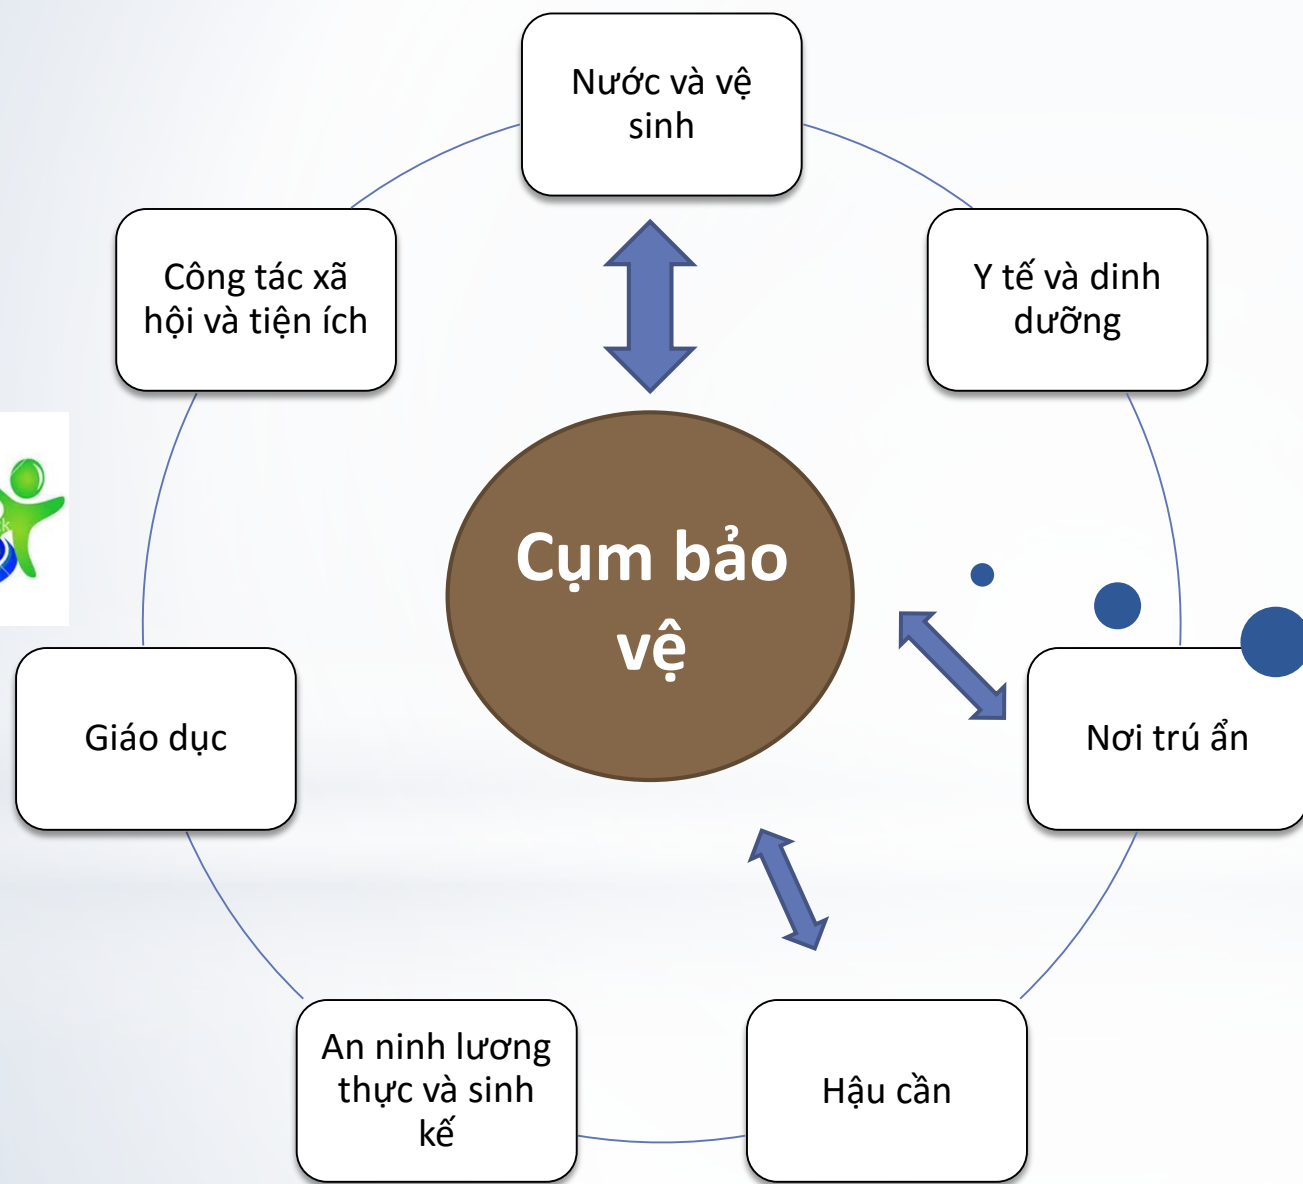 Nước và vệ
sinh
Công tác xã
hội và tiện ích
Y tế và dinh
dưỡng
Cụm bảo
vệ
Giáo dục
Nơi trú ẩn
An ninh lương
thực và sinh
kế
Hậu cần